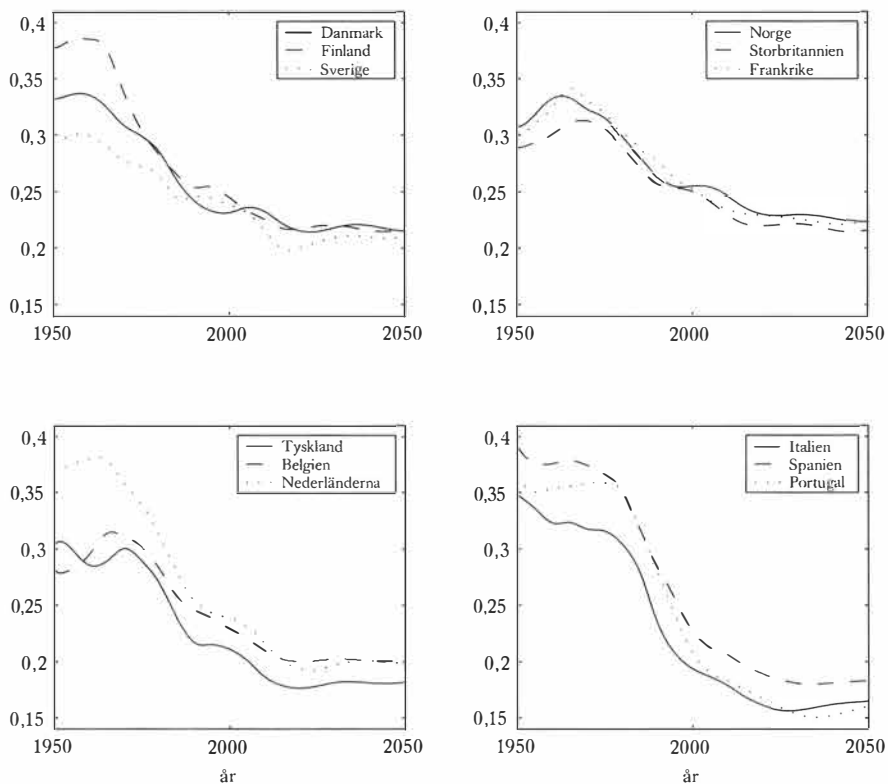 0,4
0,35
0,3
0,25
0,2
0,15
1950 2000 2050
Danmark
Finland
Sverige
0,4
0,35
0,3
0,25
0,2
0,15
1950 2000 2050
Norge
Storbritannien
Frankrike
0,4
0,35
0,3
0,25
0,2
0,15
1950 2000 2050
år
Tyskland
Belgien
Nederländerna
0,4
0,35
0,3
0,25
0,2
0,15
1950 2000 2050
år
Italien
Spanien
Portugal